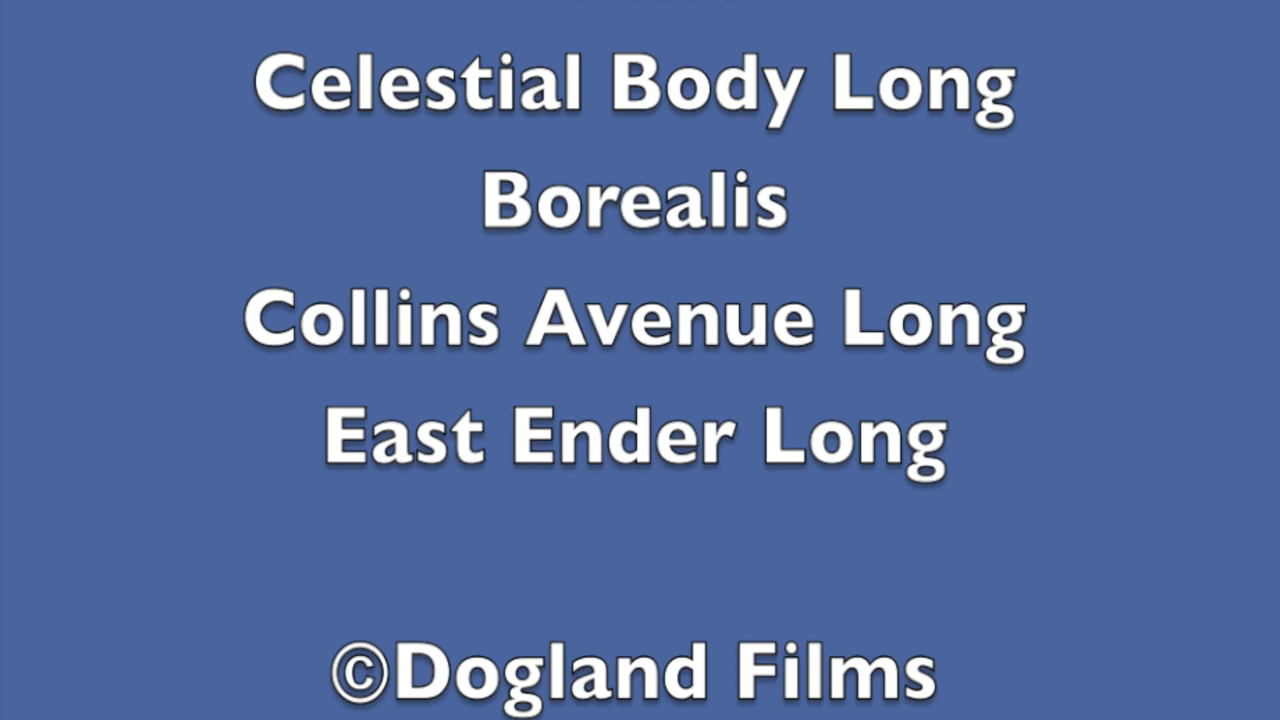 Celestial Body Long
Borealis
Collins Avenue Long
East Ender Long
©Dogland Films